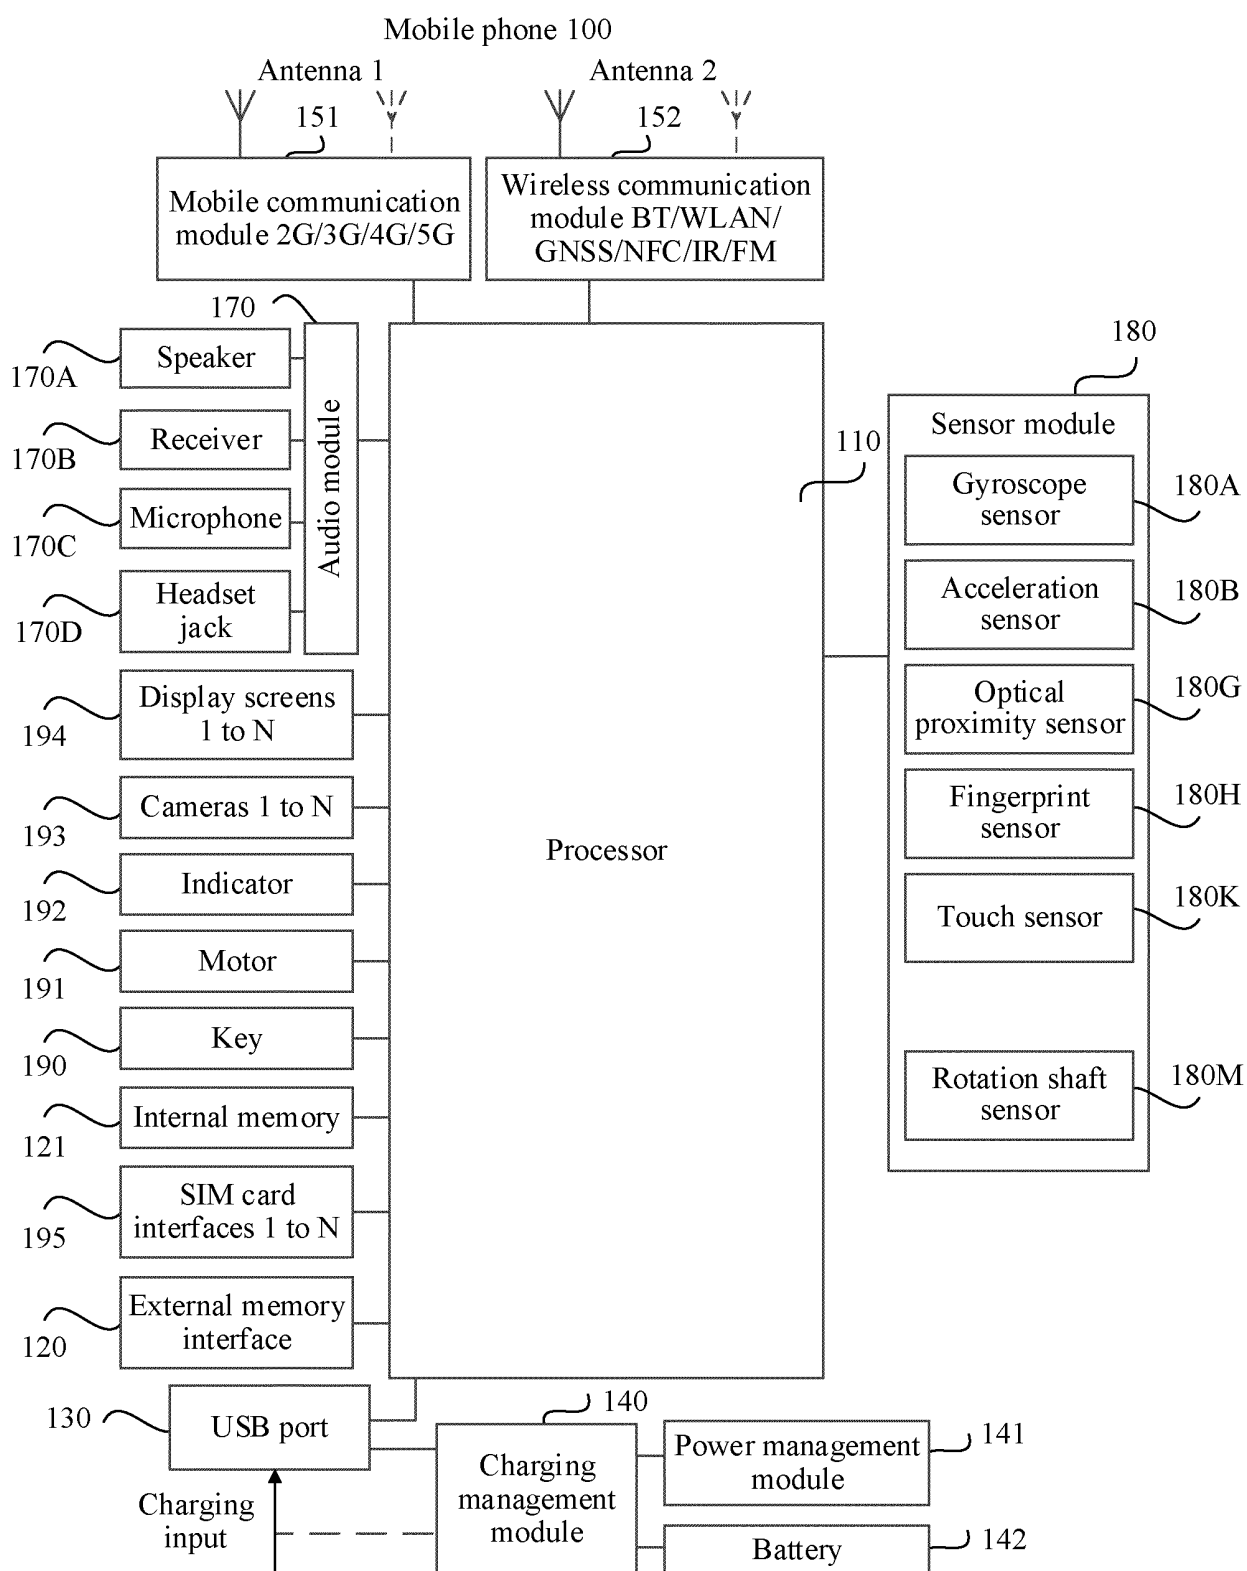 Mobile phone 100
Antenna 1
Antenna 2
151
152
Mobile communication
module 2G/3G/4G/5G
Wireless communication
module BT/WLAN/
GNSS/NFC/IR/FM
170
Audio module
Speaker
170A
Receiver
170B
Microphone
170C
Headset
jack
170D
Display screens
1 to N
194
Cameras 1 to N
193
Indicator
192
Motor
191
Key
190
Internal memory
121
SIM card
interfaces 1 to N
195
External memory
interface
120
Processor
110
180
Sensor module
Gyroscope
sensor
180A
Acceleration
sensor
180B
Optical
proximity sensor
180G
Fingerprint
sensor
180H
Touch sensor
180K
Rotation shaft
sensor
180M
130
USB port
Charging
input
140
Charging
management
module
Power management
module
141
Battery
142